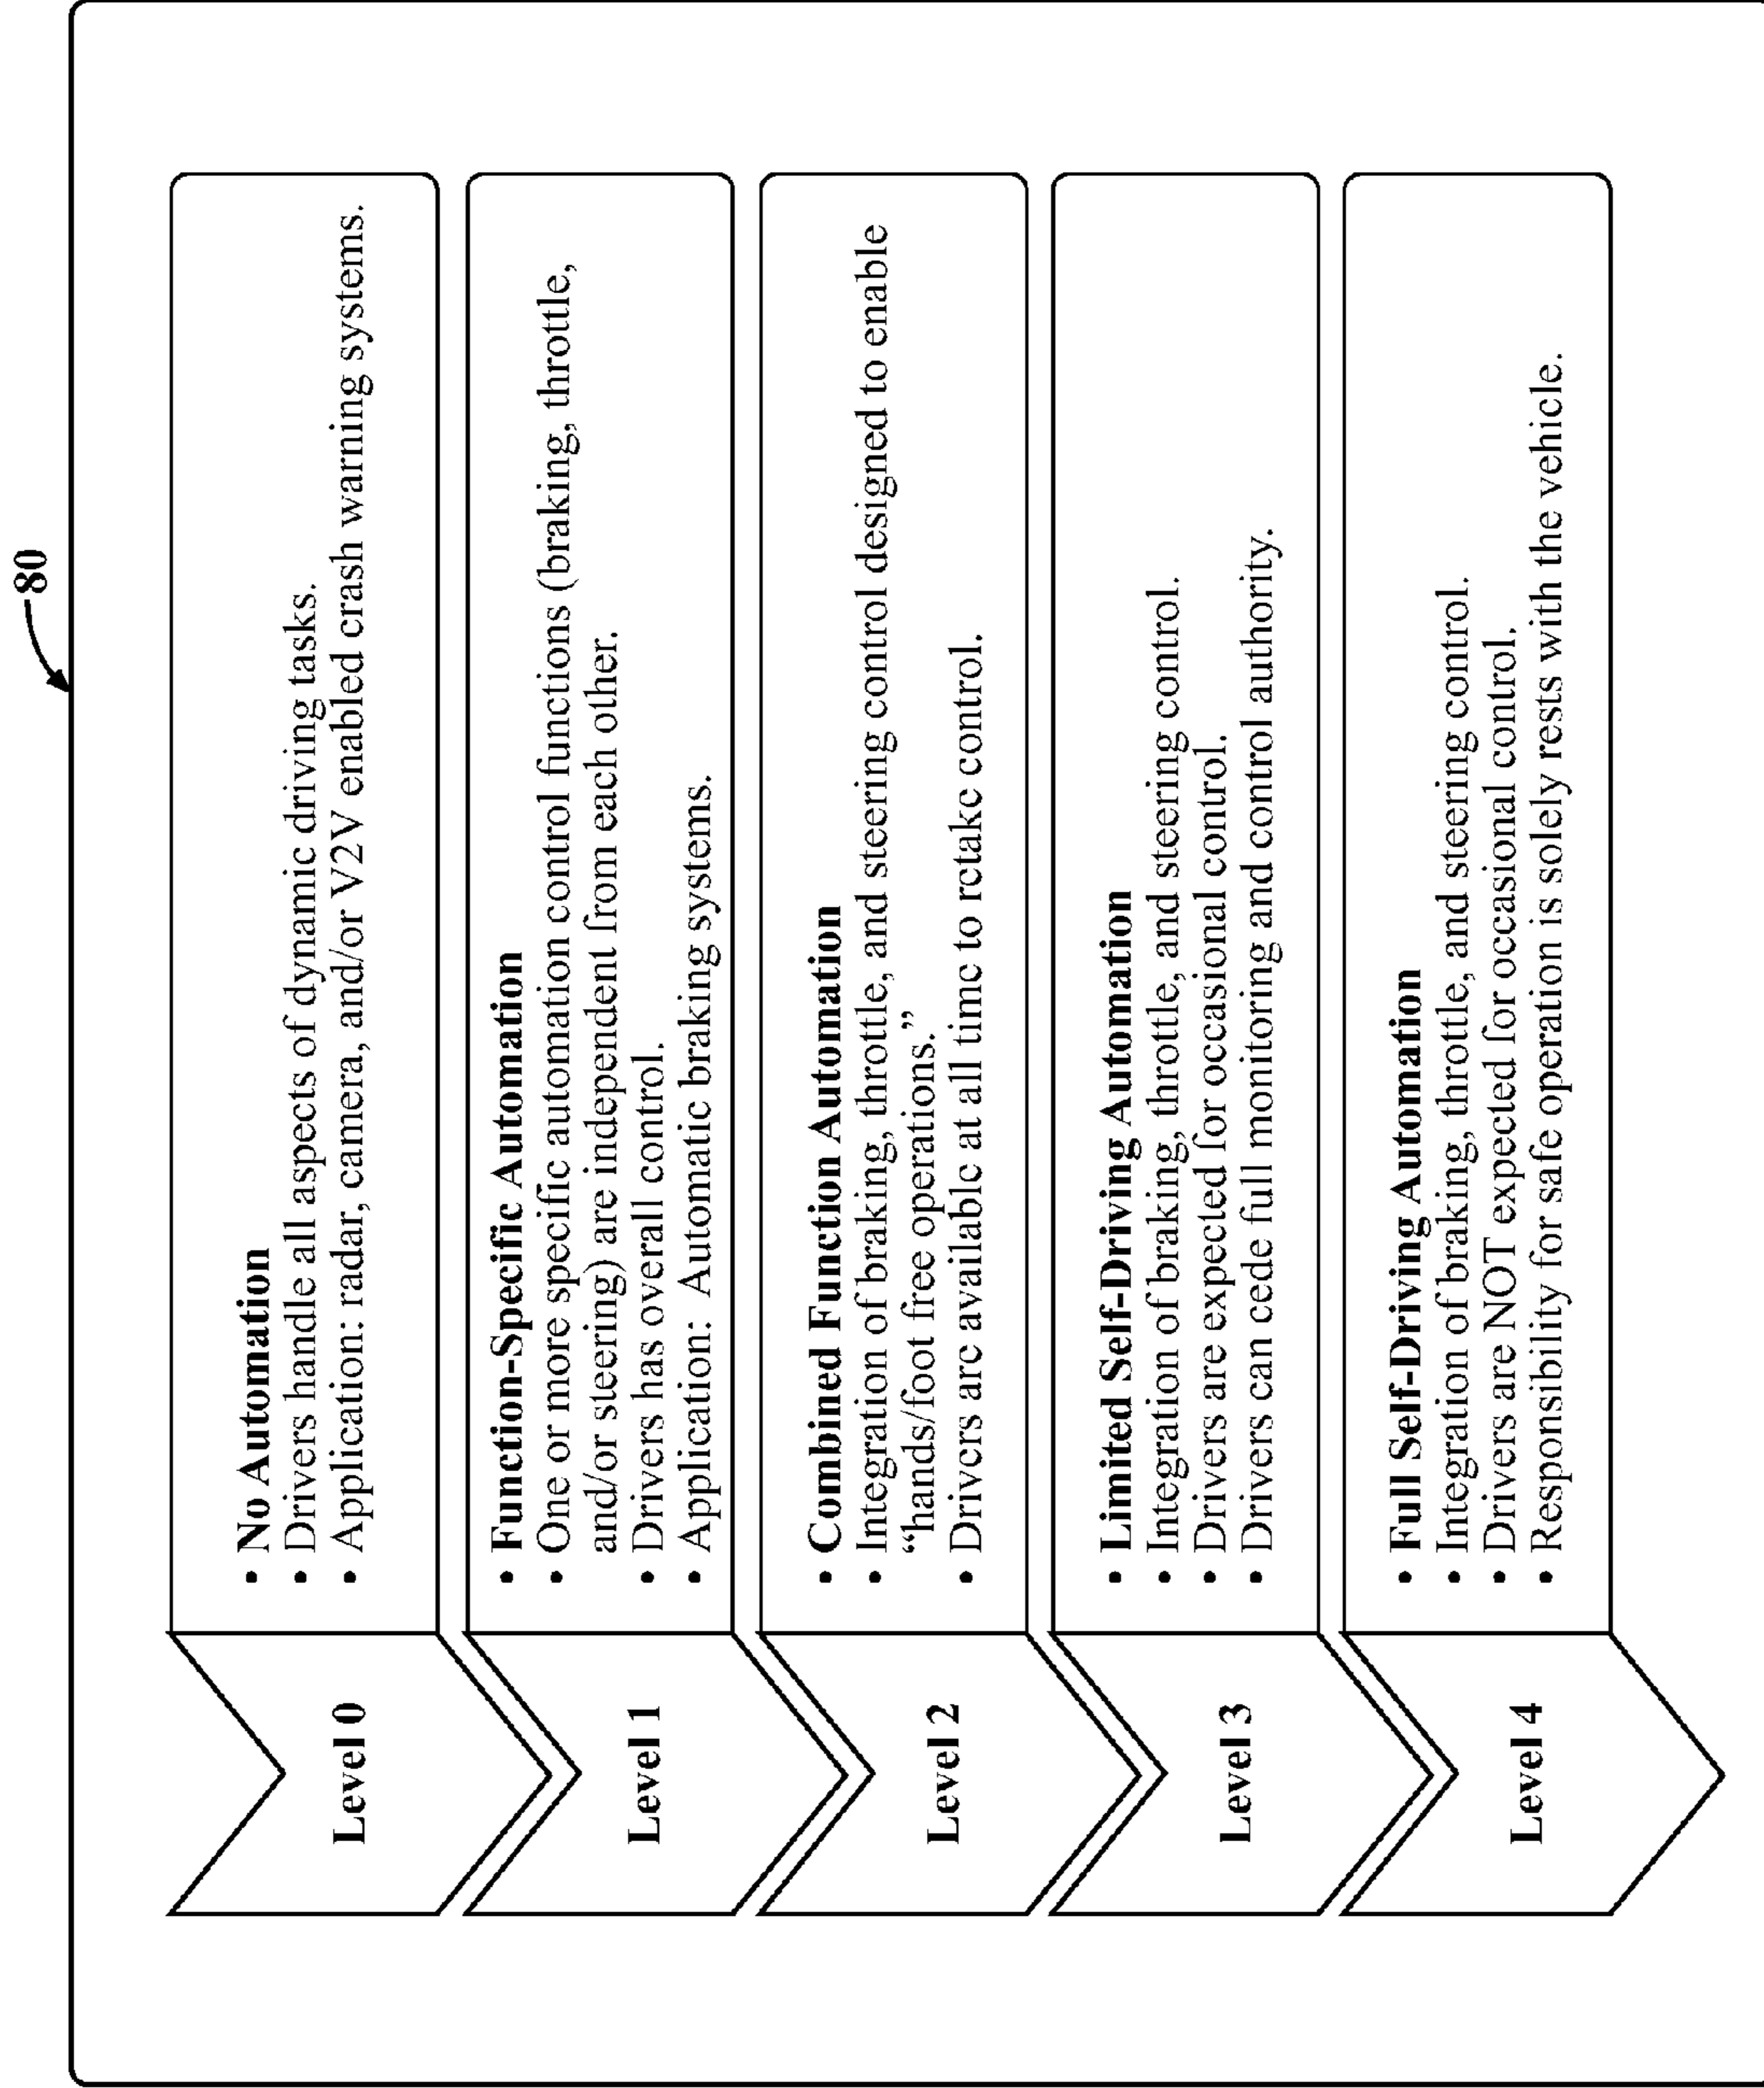 80
Level 0
• No Automation
• Drivers handle all aspects of dynamic driving tasks.
• Application: radar, camera, and/or V2V enabled crash warning systems.
Level 1
• Function-Specific Automation
• One or more specific automation control functions (braking, throttle,
and/or steering) are independent from each other.
• Drivers has overall control.
• Application: Automatic braking systems.
Level 2
• Combined Function Automation
• Integration of braking, throttle, and steering control designed to enable
“hands/foot free operations.”
• Drivers are available at all time to retake control.
Level 3
• Limited Self-Driving Automation
• Integration of braking, throttle, and steering control.
• Drivers are expected for occasional control.
• Drivers can cede full monitoring and control authority.
Level 4
• Full Self-Driving Automation
• Integration of braking, throttle, and steering control.
• Drivers are NOT expected for occasional control.
• Responsibility for safe operation is solely rests with the vehicle.